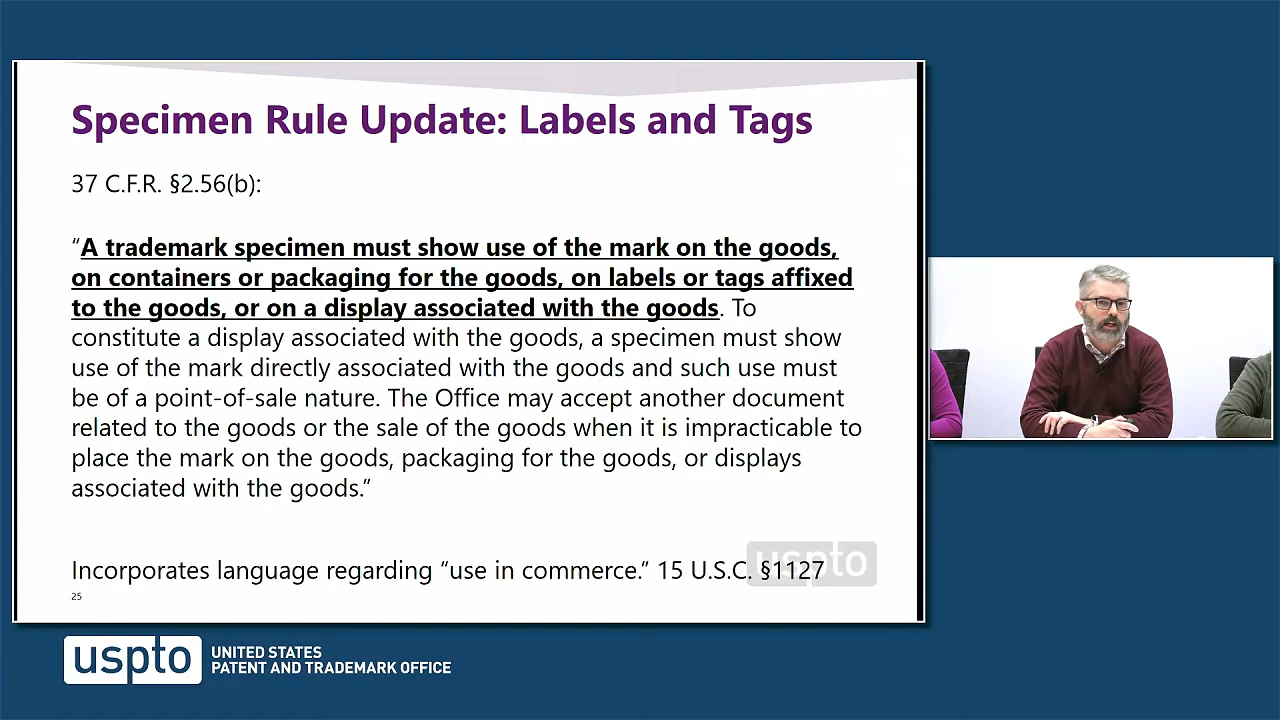 Specimen Rule Update: Labels and Tags
37 C.F.R. §2.56(b):
“A trademark specimen must show use of the mark on the goods,
on containers or packaging for the goods, on labels or tags affixed
to the goods, or on a display associated with the goods. To
constitute a display associated with the goods, a specimen must show
use of the mark directly associated with the goods and such use must
be of a point-of-sale nature. The Office may accept another document
related to the goods or the sale of the goods when it is impracticable to
place the mark on the goods, packaging for the goods, or displays
associated with the goods.”
uspto
Incorporates language regarding “use in commerce.” 15 U.S.C. §1127
25
uspto
UNITED STATES
PATENT AND TRADEMARK OFFICE